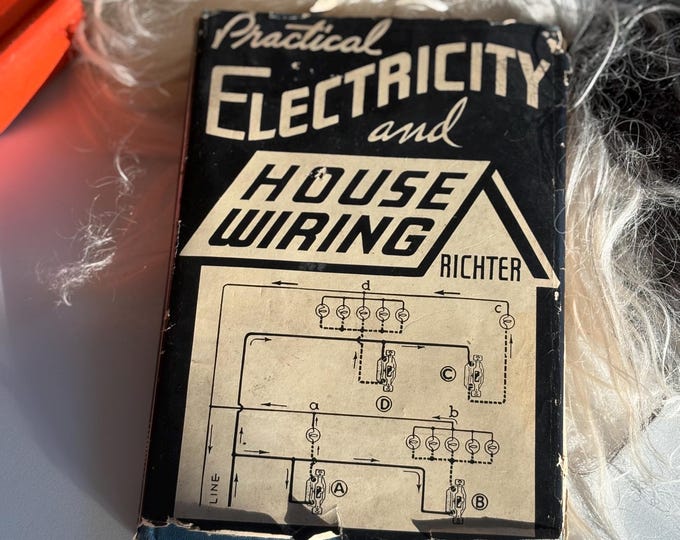 Practical
ELECTRICITY
and
HOUSE
WIRING
RICHTER
d
c
C
D
a
b
A
B
LINE